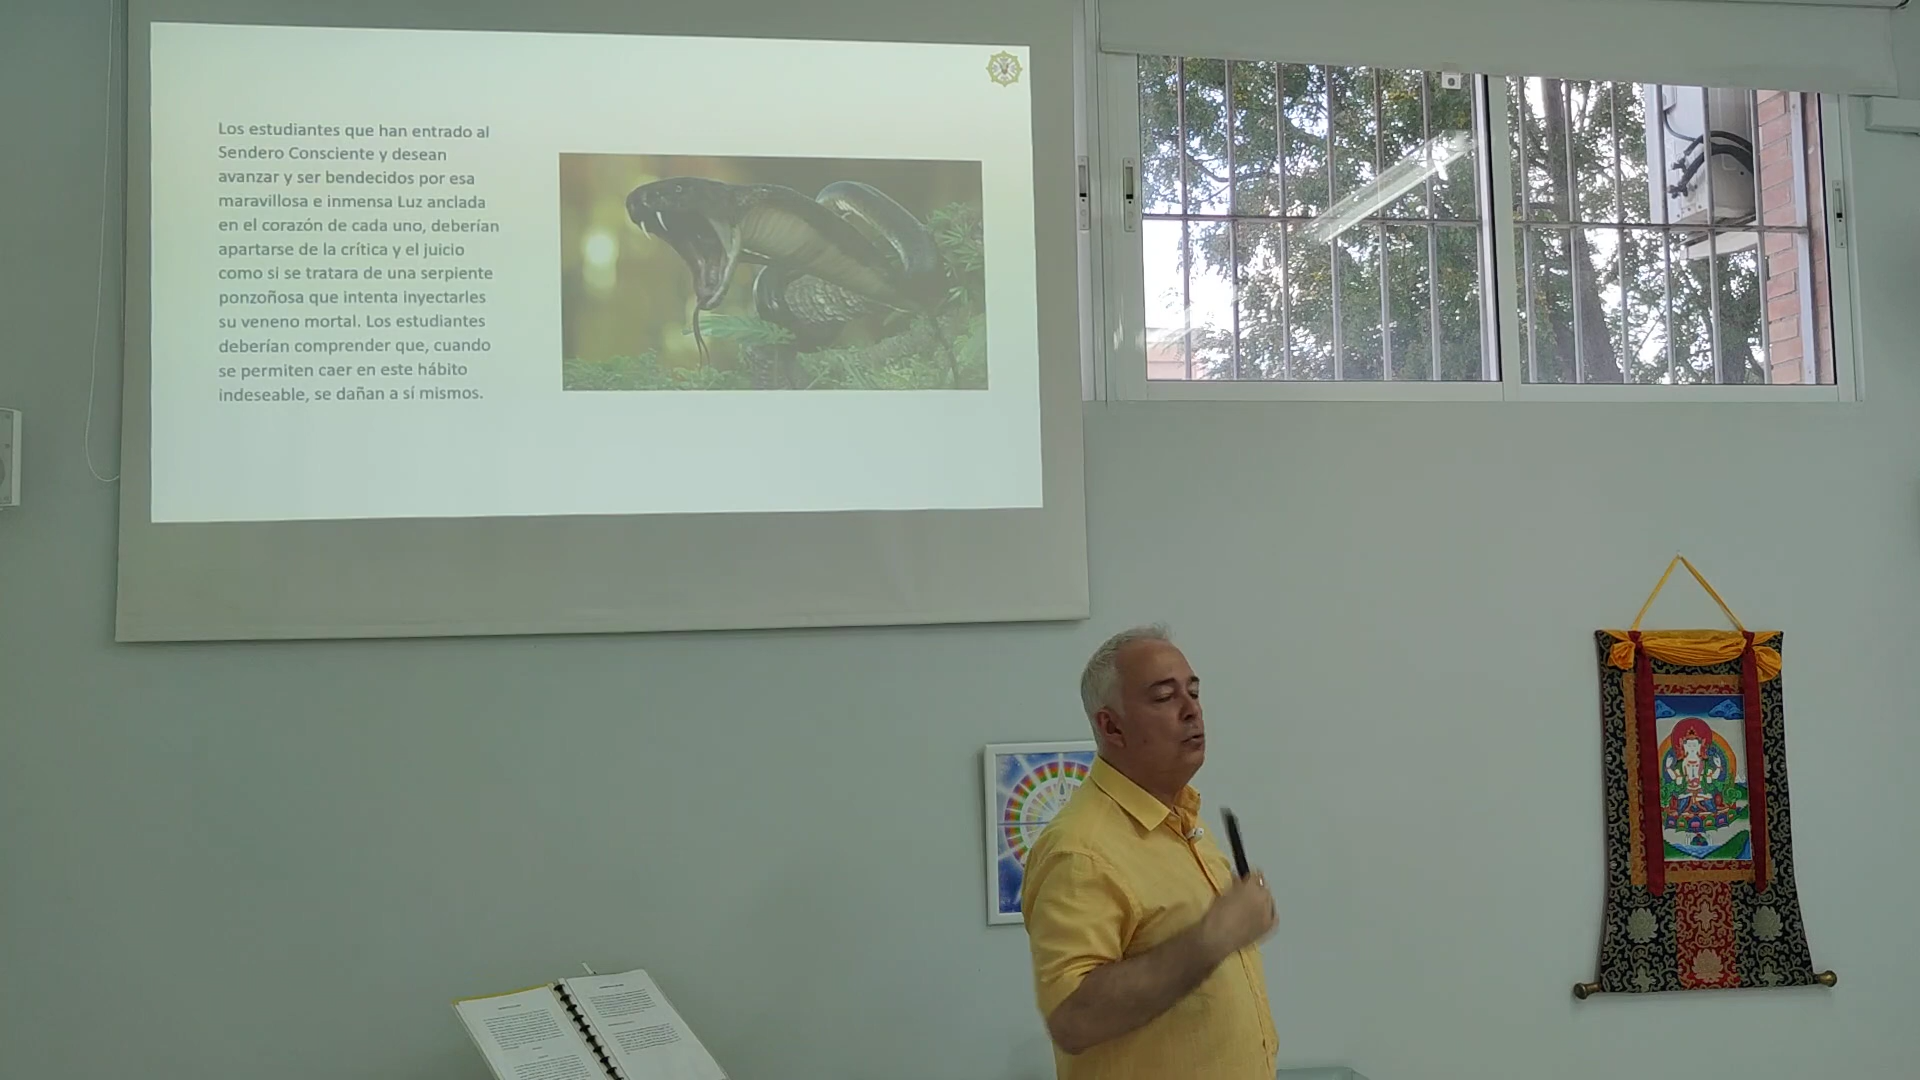 Los estudiantes que han entrado al
Sendero Consciente y desean
avanzar y ser bendecidos por esa
maravillosa e inmensa Luz anclada
en el corazón de cada uno, deberían
apartarse de la crítica y el juicio
como si se tratara de una serpiente
ponzoñosa que intenta inyectarles
su veneno mortal. Los estudiantes
deberían comprender que, cuando
se permiten caer en este hábito
indeseable, se dañan a sí mismos.